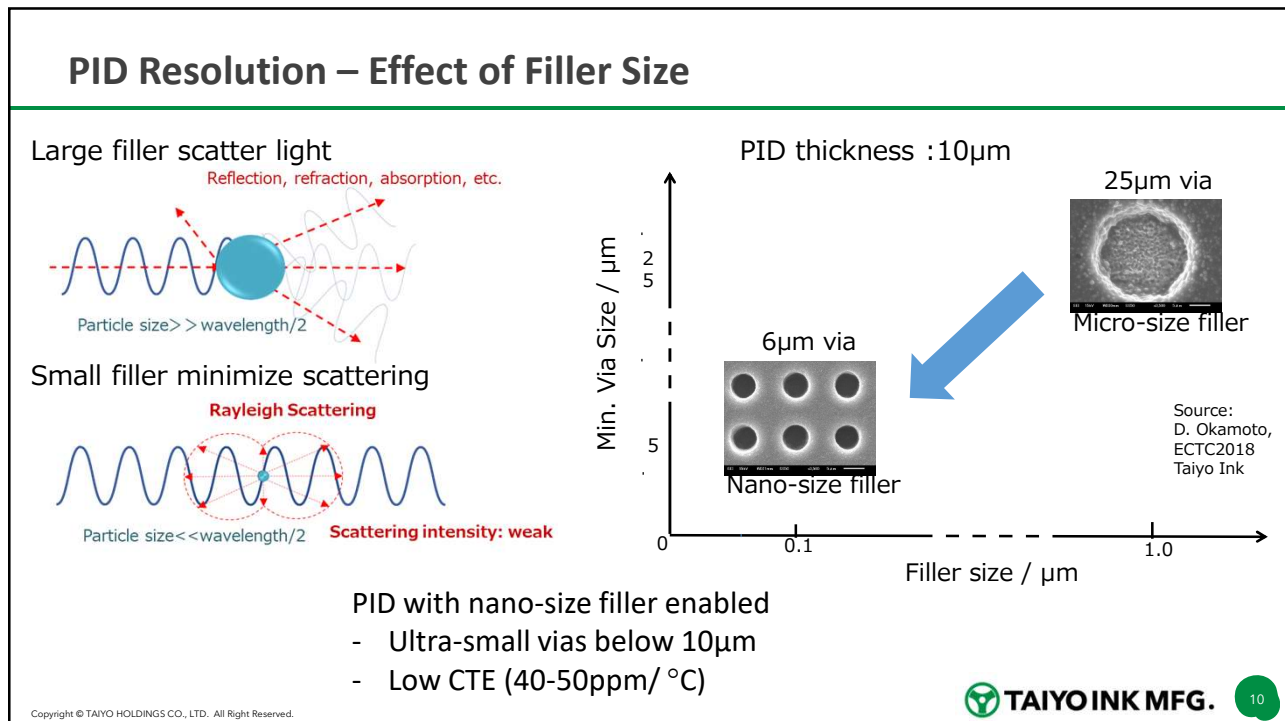 PID Resolution – Effect of Filler Size
Large filler scatter light
Reflection, refraction, absorption, etc.
Particle size>>wavelength/2
Small filler minimize scattering
Rayleigh Scattering
Particle size<<wavelength/2
Scattering intensity: weak
PID thickness :10µm
25µm via
Micro-size filler
6µm via
Nano-size filler
Min. Via Size / µm
25
5
0
0.1
1.0
Filler size / µm
Source:
D. Okamoto,
ECTC2018
Taiyo Ink
PID with nano-size filler enabled
- Ultra-small vias below 10µm
- Low CTE (40-50ppm/ °C)
Copyright © TAIYO HOLDINGS CO., LTD. All Right Reserved.
TAIYO INK MFG.
10